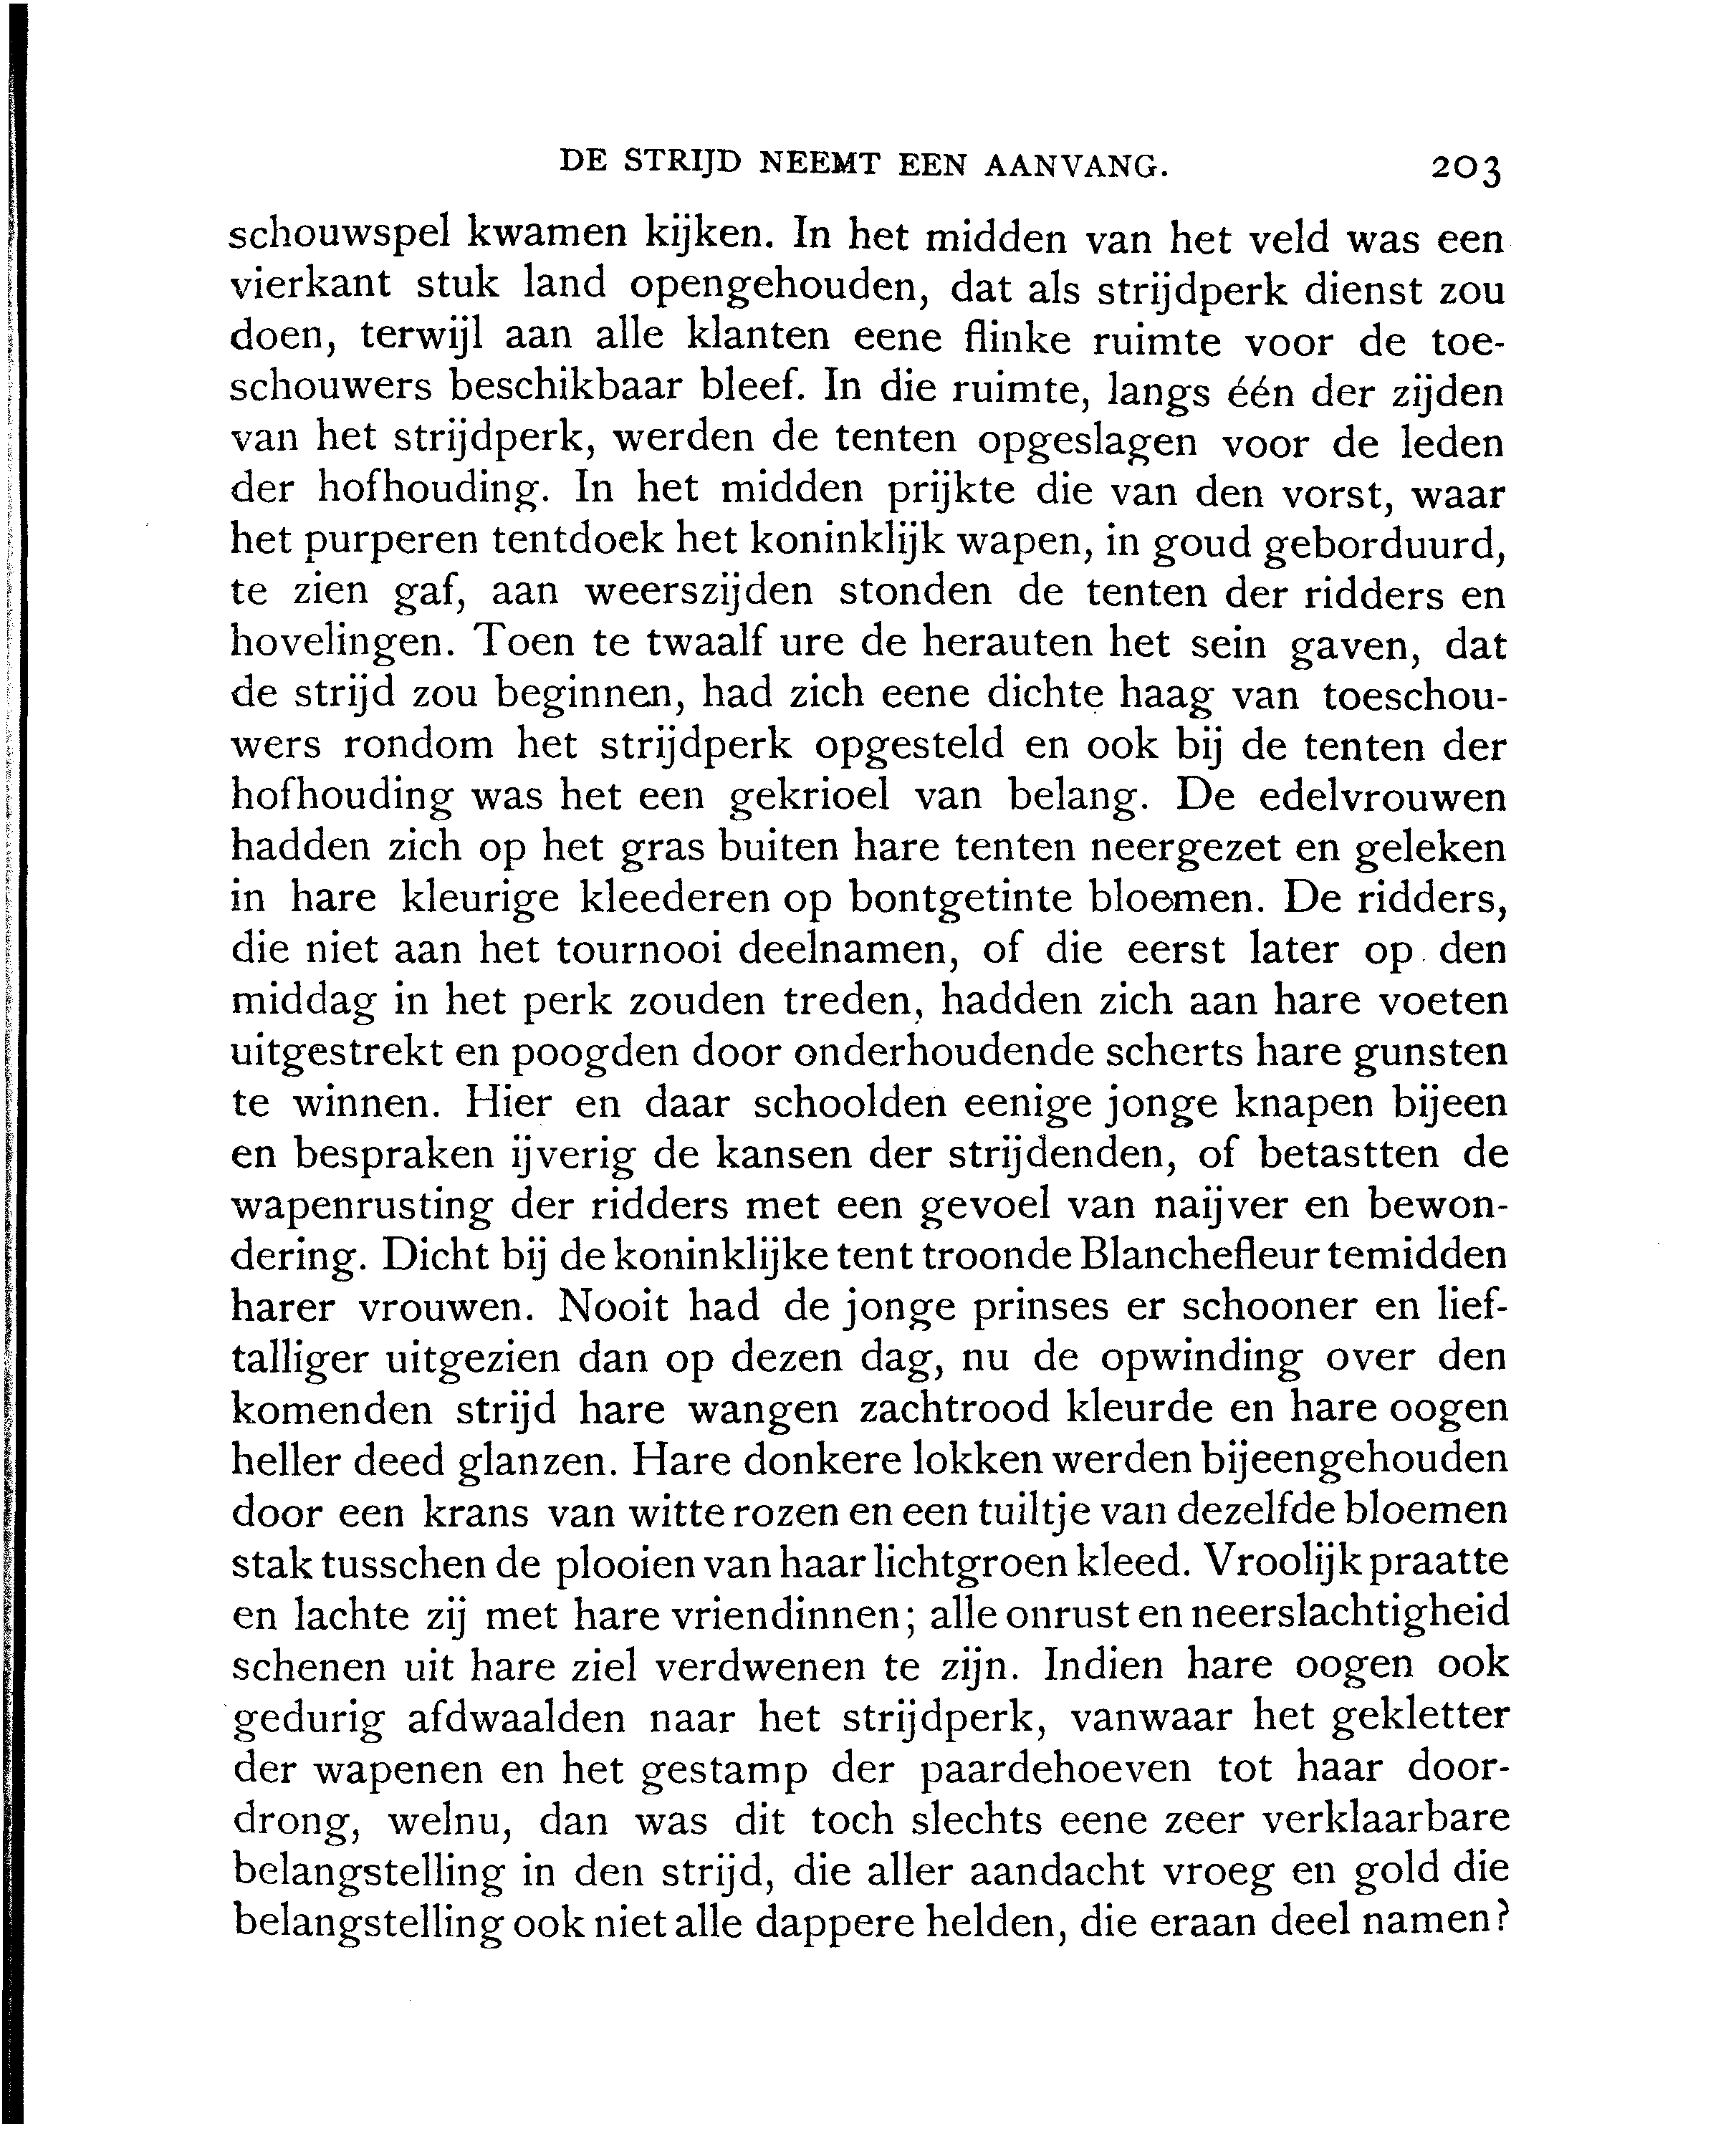 DE STRIJD NEEMT EEN AANVANG. 203
schouwspel kwamen kijken. In het midden van het veld was een
vierkant stuk land opengehouden, dat als strijdperk dienst zou
doen, terwijl aan alle klanten eene flinke ruimte voor de toe-
schouwers beschikbaar bleef. In die ruimte, langs één der zijden
van het strijdperk, werden de tenten opgeslagen voor de leden
der hofhouding. In het midden prijkte die van den vorst, waar
het purperen tentdoek het koninklijk wapen, in goud geborduurd,
te zien gaf, aan weerszijden stonden de tenten der ridders en
hovelingen. Toen te twaalf ure de herauten het sein gaven, dat
de strijd zou beginnen, had zich eene dichte haag van toeschou-
wers rondom het strijdperk opgesteld en ook bij de tenten der
hofhouding was het een gekrioel van belang. De edelvrouwen
hadden zich op het gras buiten hare tenten neergezet en geleken
in hare kleurige kleederen op bontgetinte bloemen. De ridders,
die niet aan het tournooi deelnamen, of die eerst later op den
middag in het perk zouden treden, hadden zich aan hare voeten
uitgestrekt en poogden door onderhoudende scherts hare gunsten
te winnen. Hier en daar schoolden eenige jonge knapen bijeen
en bespraken ijverig de kansen der strijdenden, of betastten de
wapenrusting der ridders met een gevoel van naijver en bewon-
dering. Dicht bij de koninklijke tent troonde Blanchefleur temidden
harer vrouwen. Nooit had de jonge prinses er schooner en lief-
talliger uitgezien dan op dezen dag, nu de opwinding over den
komenden strijd hare wangen zachtrood kleurde en hare oogen
heller deed glanzen. Hare donkere lokken werden bijeengehouden
door een krans van witte rozen en een tuiltje van dezelfde bloemen
stak tusschen de plooien van haar lichtgroen kleed. Vroolijk praatte
en lachte zij met hare vriendinnen; alle onrust en neerslachtigheid
schenen uit hare ziel verdwenen te zijn. Indien hare oogen ook
gedurig afdwaalden naar het strijdperk, vanwaar het gekletter
der wapenen en het gestamp der paardehoeven tot haar door-
drong, welnu, dan was dit toch slechts eene zeer verklaarbare
belangstelling in den strijd, die aller aandacht vroeg en gold die
belangstelling ook niet alle dappere helden, die eraan deel namen?